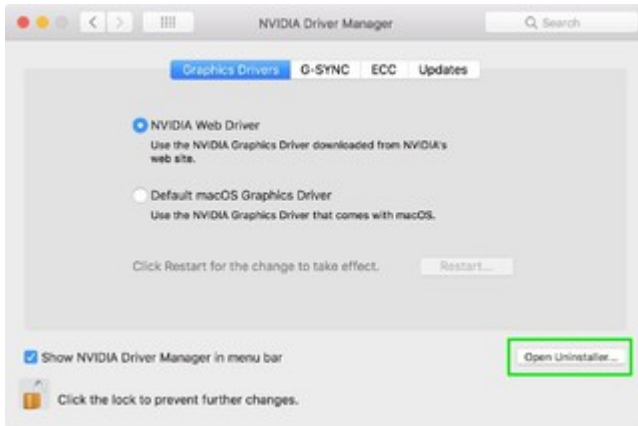 NVIDIA Driver Manager
Search
Graphics Drivers G-SYNC ECC Updates
NVIDIA Web Driver
Use the NVIDIA Graphics Driver downloaded from NVIDIA's
web site.
Default macOS Graphics Driver
Use the NVIDIA Graphics Driver that comes with macOS.
Click Restart for the change to take effect. Restart...
Show NVIDIA Driver Manager in menu bar
Open Uninstaller...
Click the lock to prevent further changes.